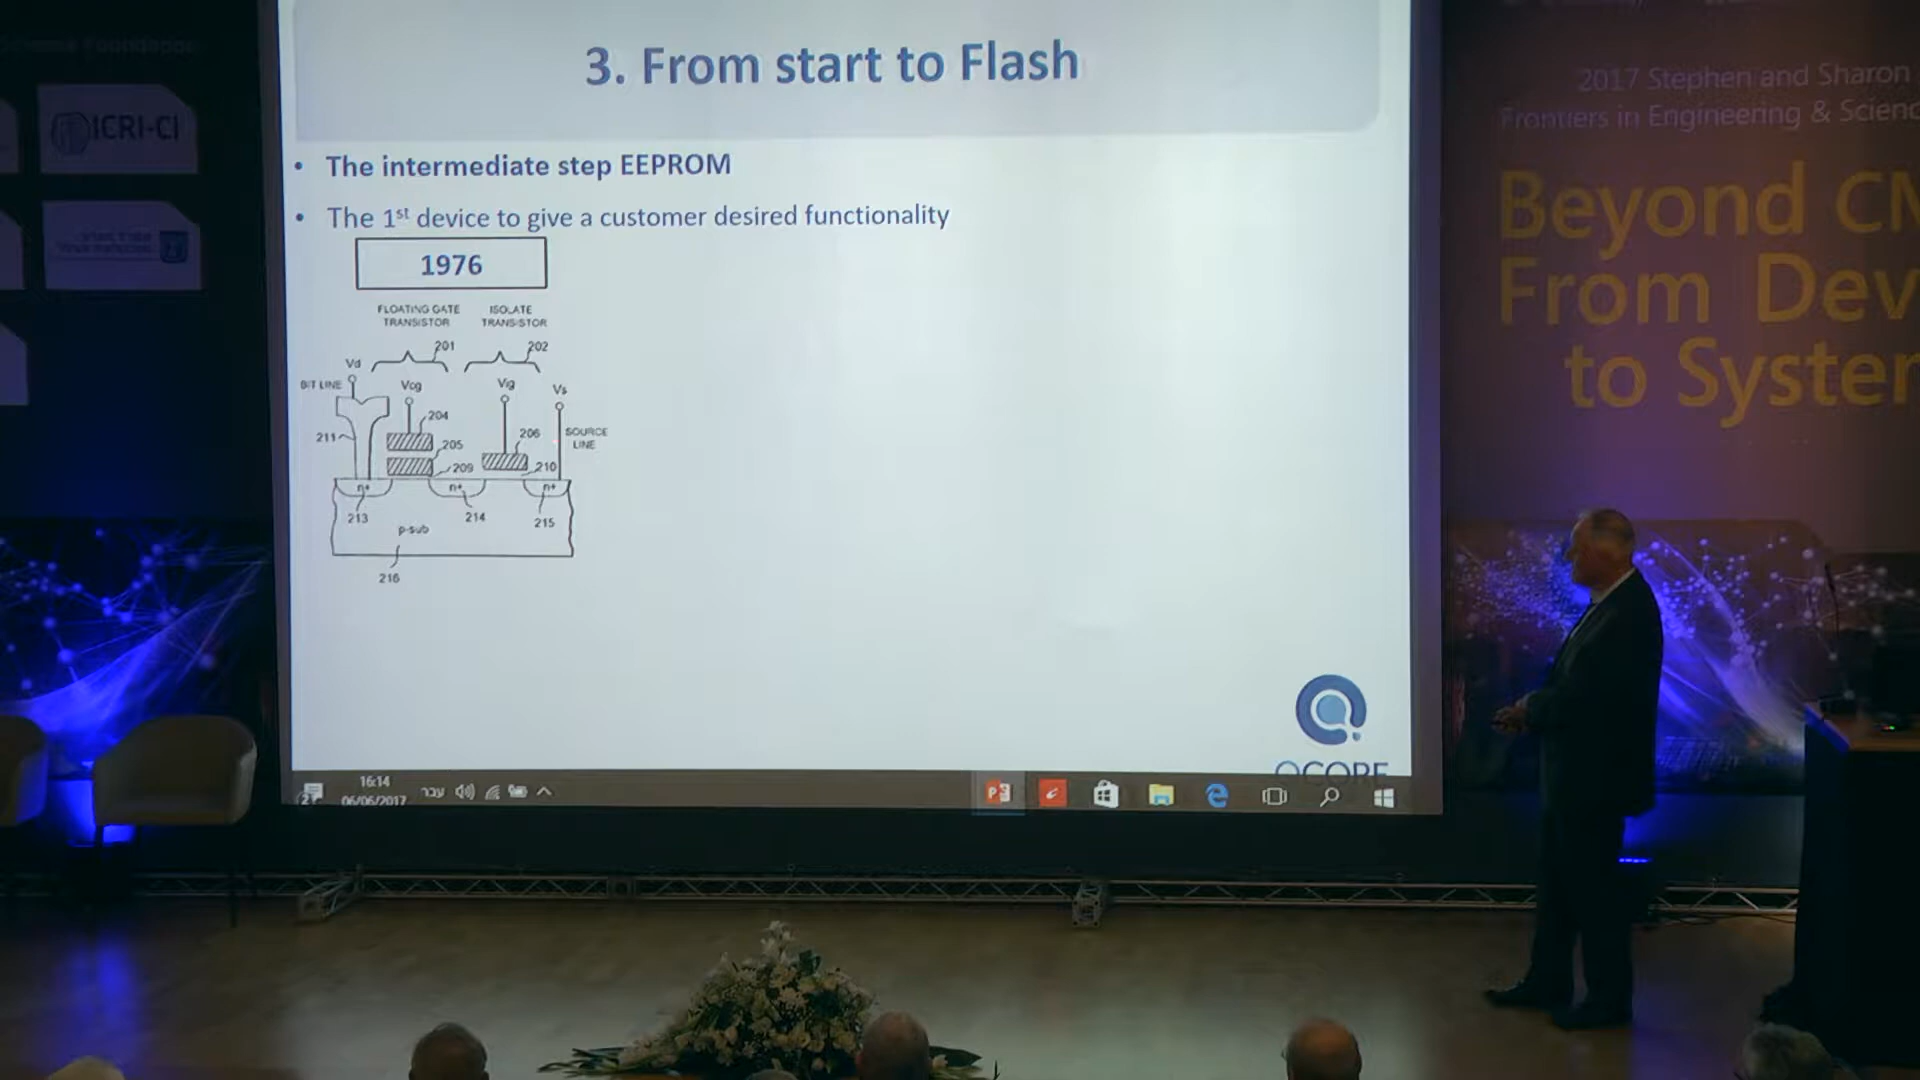 3. From start to Flash
• The intermediate step EEPROM
• The 1st device to give a customer desired functionality
1976
FLOATING GATE TRANSISTOR
ISOLATE TRANSISTOR
201
202
Vd
BIT LINE
Vcg
Vig
Vs
204
211
205
206
SOURCE LINE
209
210
n+
n+
n+
213
214
215
p-sub
216
QCORE
16:14
06/06/2017
עבר
ICRI-CI
2017 Stephen and Sharon
Frontiers in Engineering & Scienc
Beyond CM
From Dev
to System